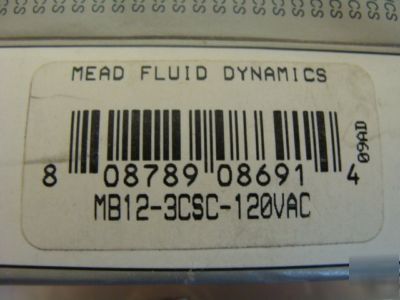 MEAD FLUID DYNAMICS
8 08789 08691 4
09AD
MB12-3CSC-120VAC